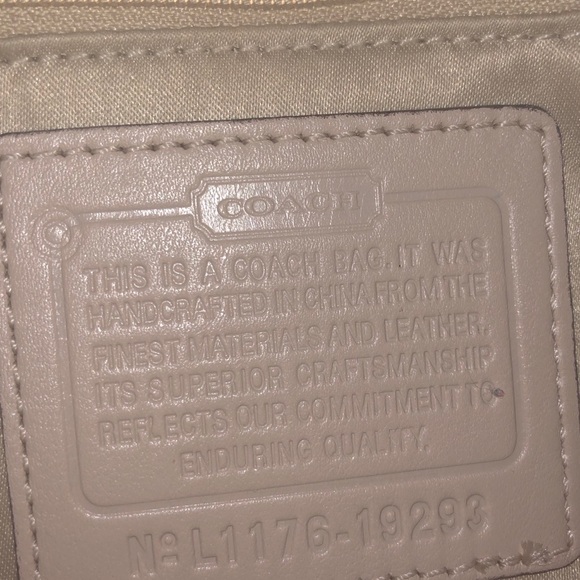 COACH
THIS IS A COACH BAG. IT WAS
HANDCRAFTED IN CHINA FROM THE
FINEST MATERIALS AND LEATHER.
ITS SUPERIOR CRAFTSMANSHIP
REFLECTS OUR COMMITMENT TO
ENDURING QUALITY.
Nº L1176-19293